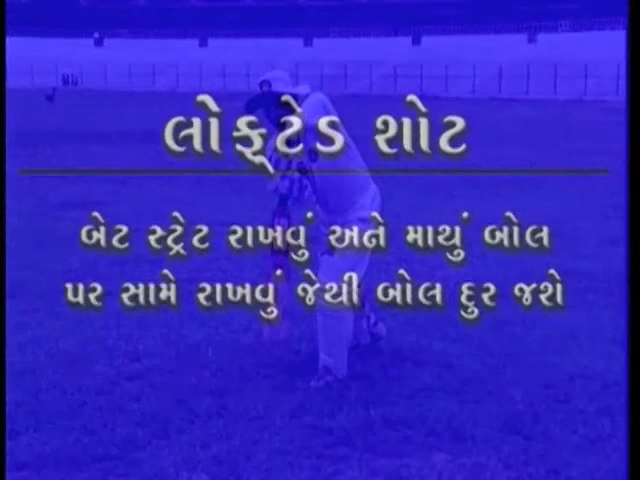 લોફ્ટેડ શોટ
બેટ સ્ટ્રેટ રાખવું અને માથું બોલ
પર સામે રાખવું જેથી બોલ દુર જશે